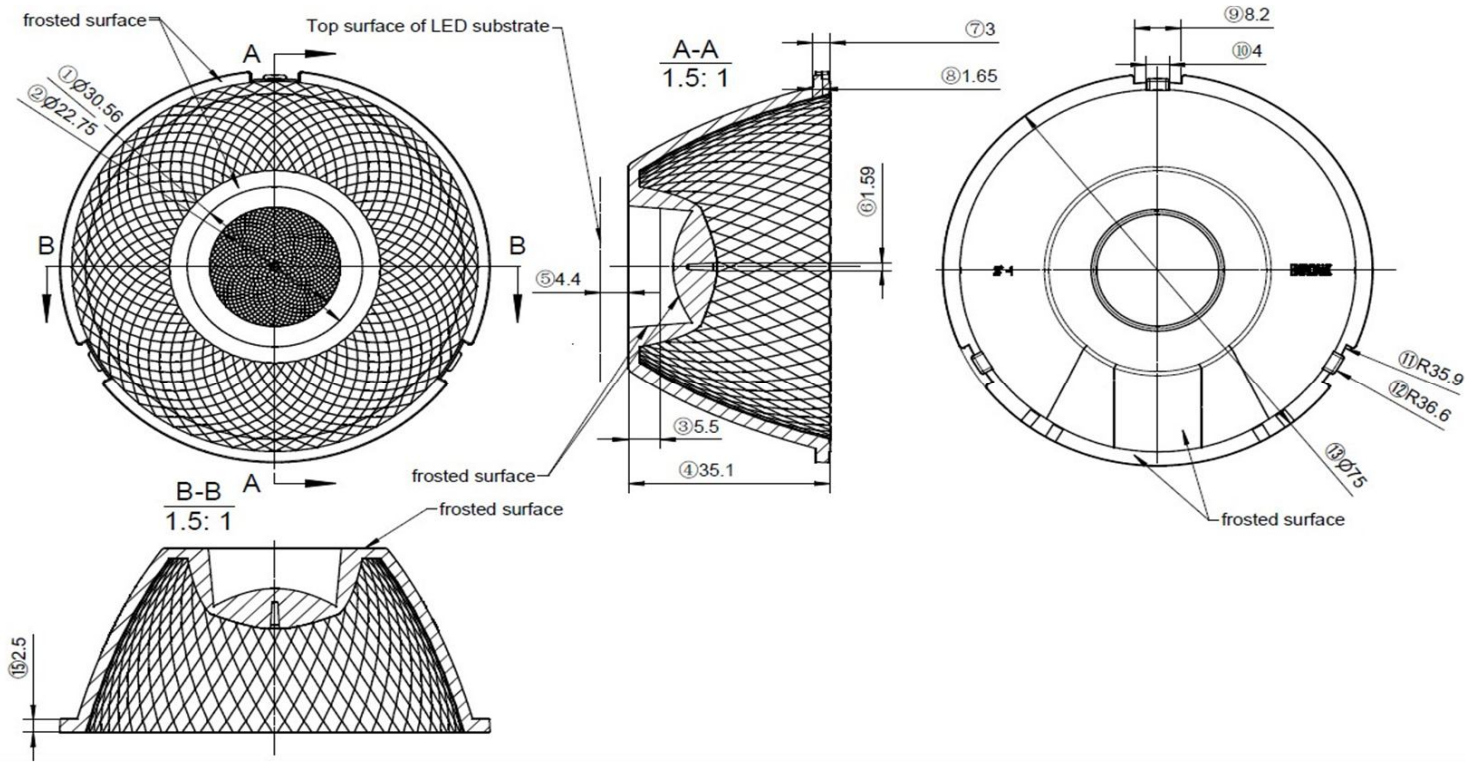 frosted surface
Top surface of LED substrate
A
①Ø30.56
②Ø22.75
B
B
A
A-A
1.5: 1
⑦3
⑧1.65
⑥1.59
⑤4.4
③5.5
④35.1
frosted surface
⑨8.2
⑩4
⑪R35.9
⑫R36.6
⑬Ø75
frosted surface
B-B
1.5: 1
frosted surface
⑮2.5